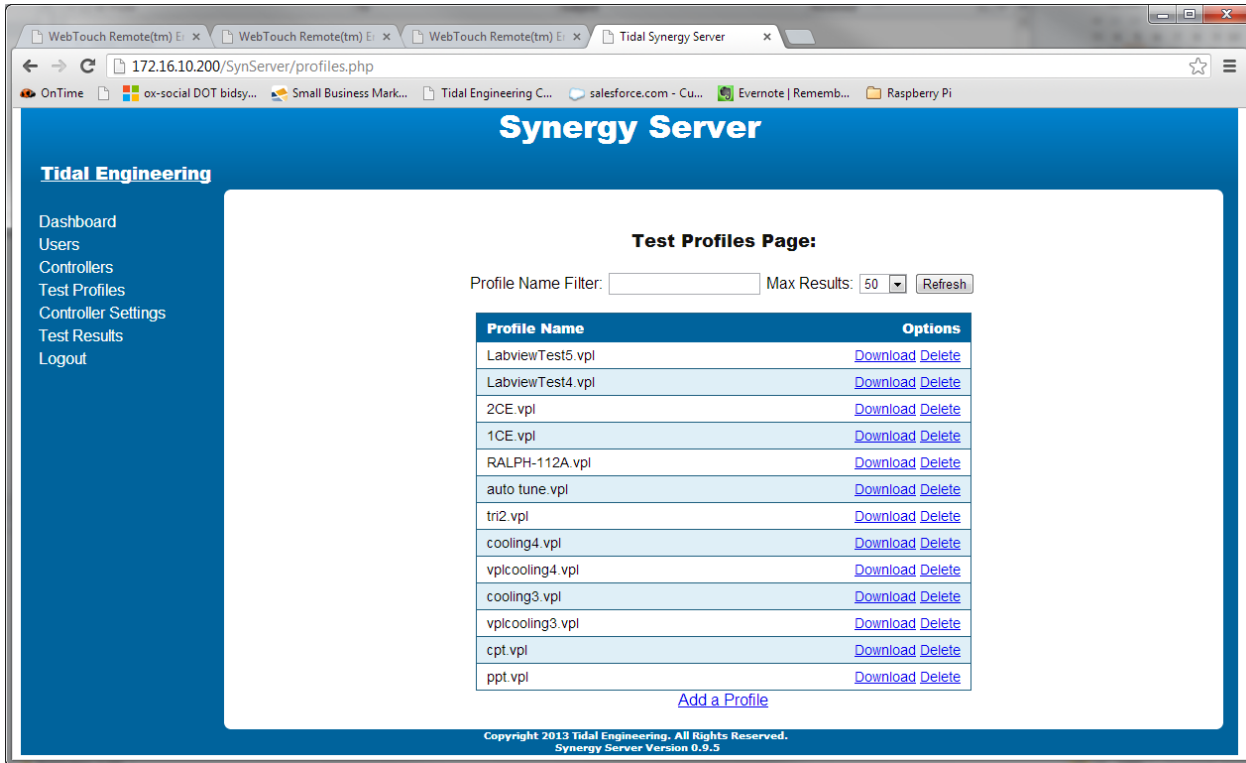 WebTouch Remote(tm) E
WebTouch Remote(tm) E
WebTouch Remote(tm) E
Tidal Synergy Server
172.16.10.200/SynServer/profiles.php
OnTime
ox-social DOT bidsy...
Small Business Mark...
Tidal Engineering C...
salesforce.com - Cu...
Evernote | Rememb...
Raspberry Pi
Synergy Server
Tidal Engineering
Dashboard
Users
Controllers
Test Profiles
Controller Settings
Test Results
Logout
Test Profiles Page:
Profile Name Filter: Max Results: 50 Refresh
Profile Name Options
LabviewTest5.vpl Download Delete
LabviewTest4.vpl Download Delete
2CE.vpl Download Delete
1CE.vpl Download Delete
RALPH-112A.vpl Download Delete
auto tune.vpl Download Delete
tri2.vpl Download Delete
cooling4.vpl Download Delete
vplcooling4.vpl Download Delete
cooling3.vpl Download Delete
vplcooling3.vpl Download Delete
cpt.vpl Download Delete
ppt.vpl Download Delete
Add a Profile
Copyright 2013 Tidal Engineering. All Rights Reserved.
Synergy Server Version 0.9.5